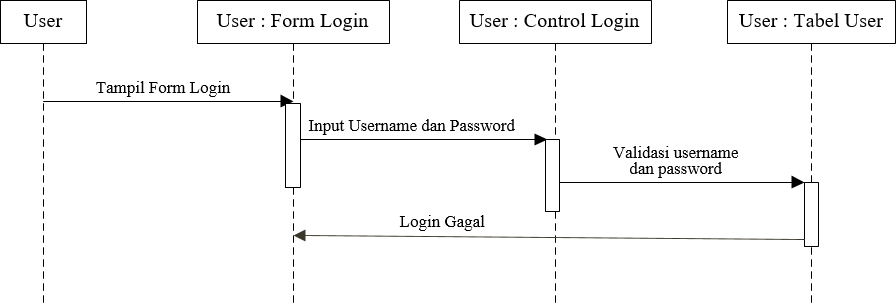 User
User : Form Login
User : Control Login
User : Tabel User
Tampil Form Login
Input Username dan Password
Validasi username
dan password
Login Gagal